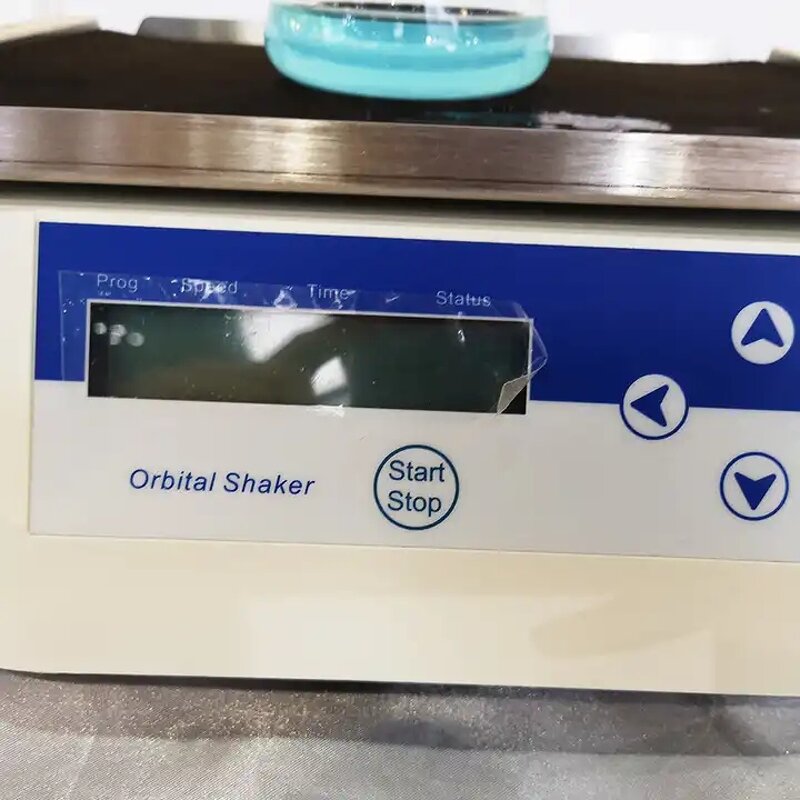 Prog Speed Time Status
Orbital Shaker
Start
Stop